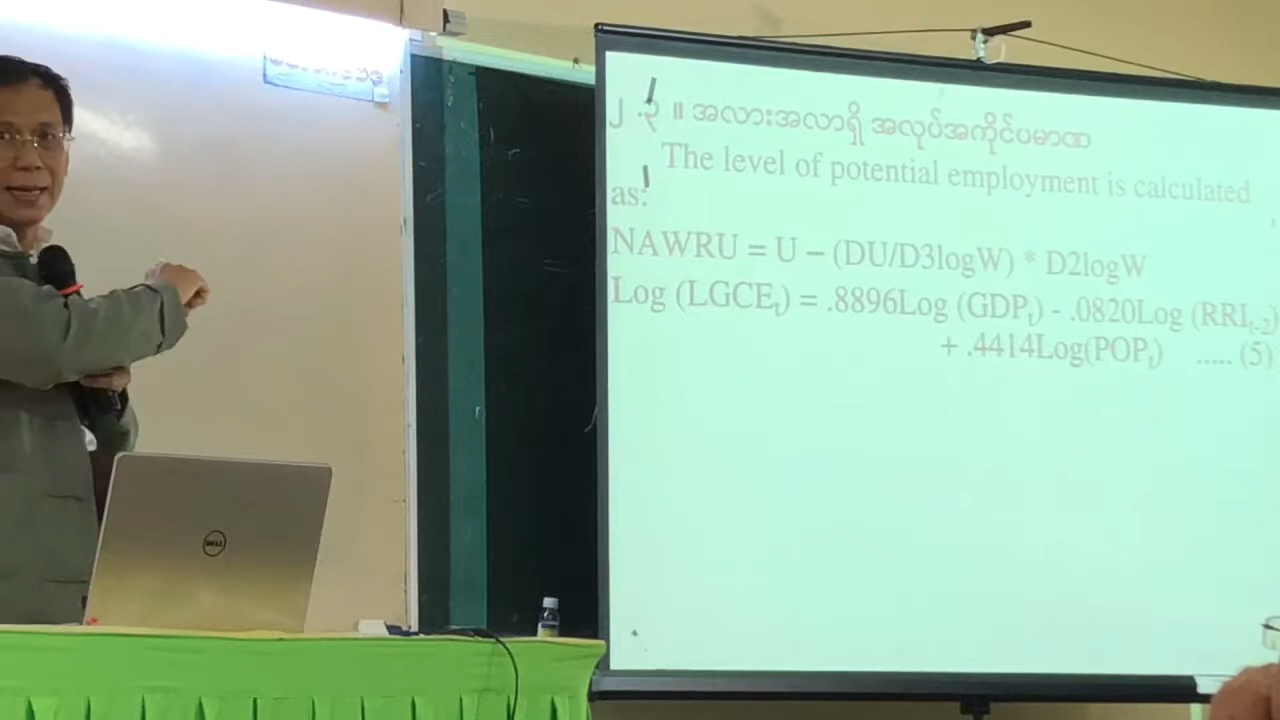 ၂.၃ ။ အလားအလာရှိ အလုပ်အကိုင်ပမာဏ
The level of potential employment is calculated
as:
NAWRU = U – (DU/D3logW) * D2logW
Log (LGCEt) = .8896Log (GDPt) - .0820Log (RRIt-2)
+ .4414Log(POPt) ..... (5)
DELL